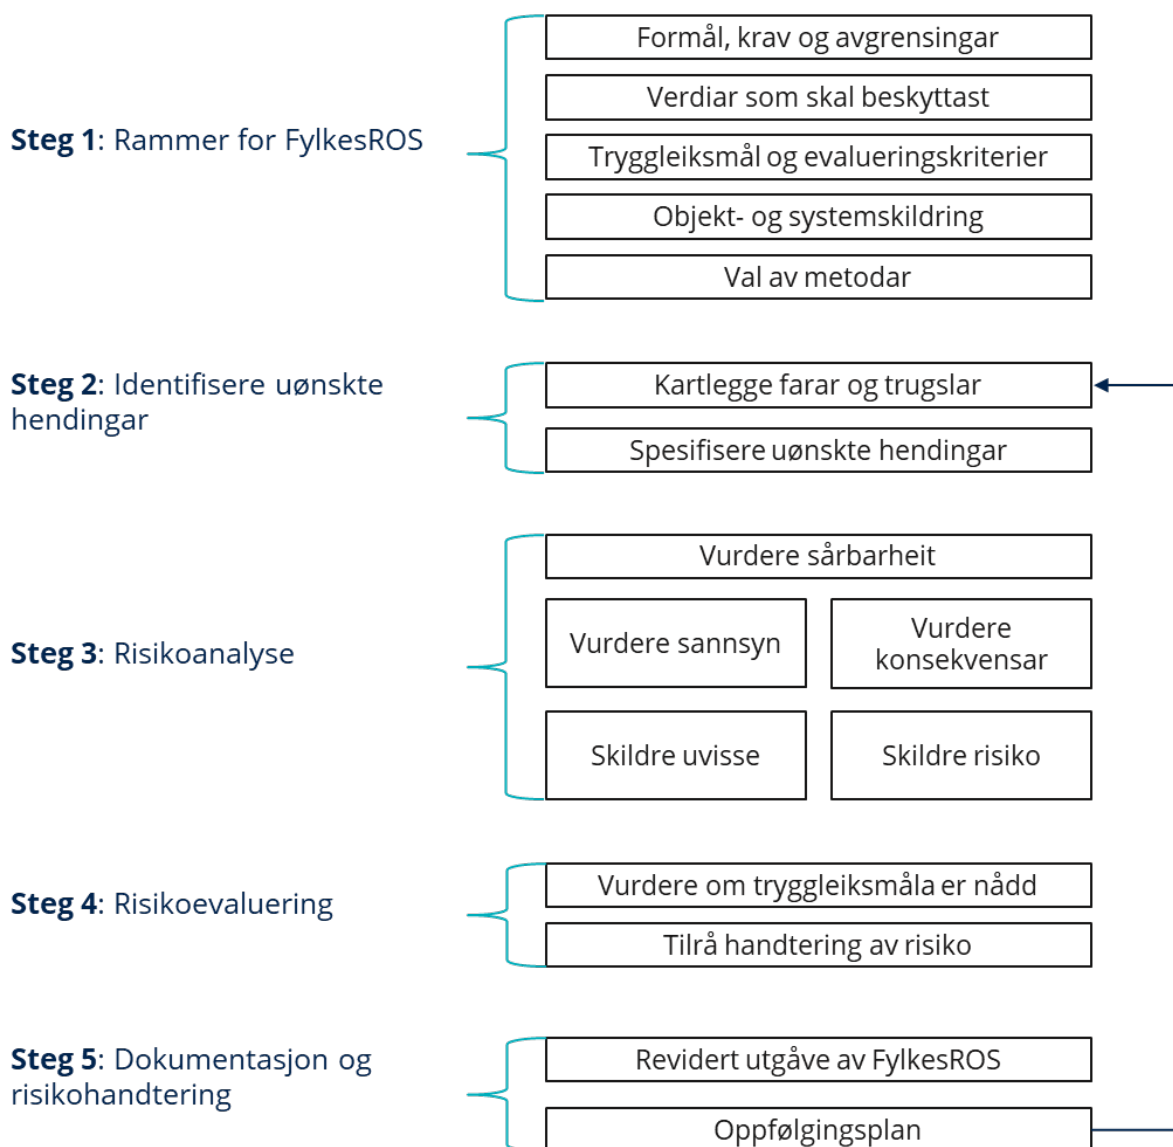 Formål, krav og avgrensingar
Verdiar som skal beskyttast
Steg 1: Rammer for FylkesROS
Tryggleiksmål og evalueringskriterier
Objekt- og systemskildring
Val av metodar
Steg 2: Identifisere uønskte
hendingar
Kartlegge farar og trugslar
Spesifisere uønskte hendingar
Steg 3: Risikoanalyse
Vurdere sårbarheit
Vurdere sannsyn
Vurdere
konsekvensar
Skildre uvisse
Skildre risiko
Steg 4: Risikoevaluering
Vurdere om tryggleiksmåla er nådd
Tilrå handtering av risiko
Steg 5: Dokumentasjon og
risikohandtering
Revidert utgåve av FylkesROS
Oppfølgingsplan